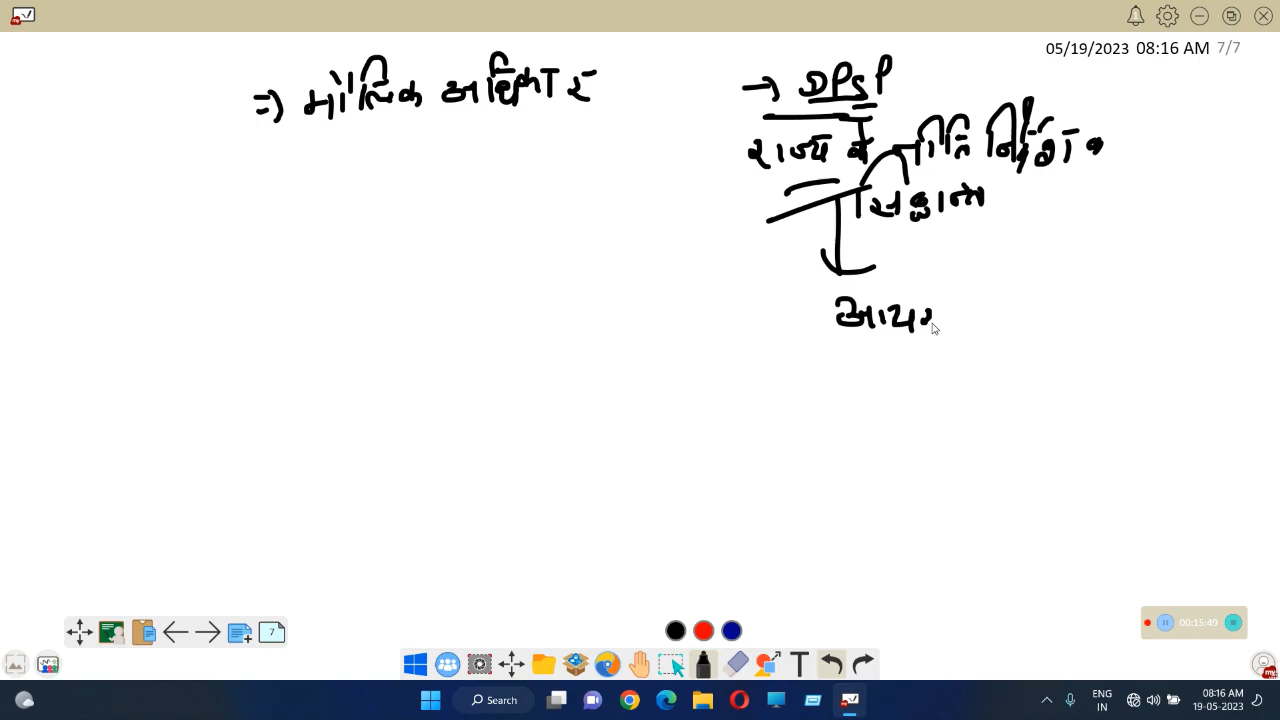 05/19/2023 08:16 AM 7/7
=> मौलिक अधिकार
→ DPSP
राज्य के नीति निर्देशक
सिद्धान्त
आयर
7
00:15:49
T
Search
ENG
IN
08:16 AM
19-05-2023